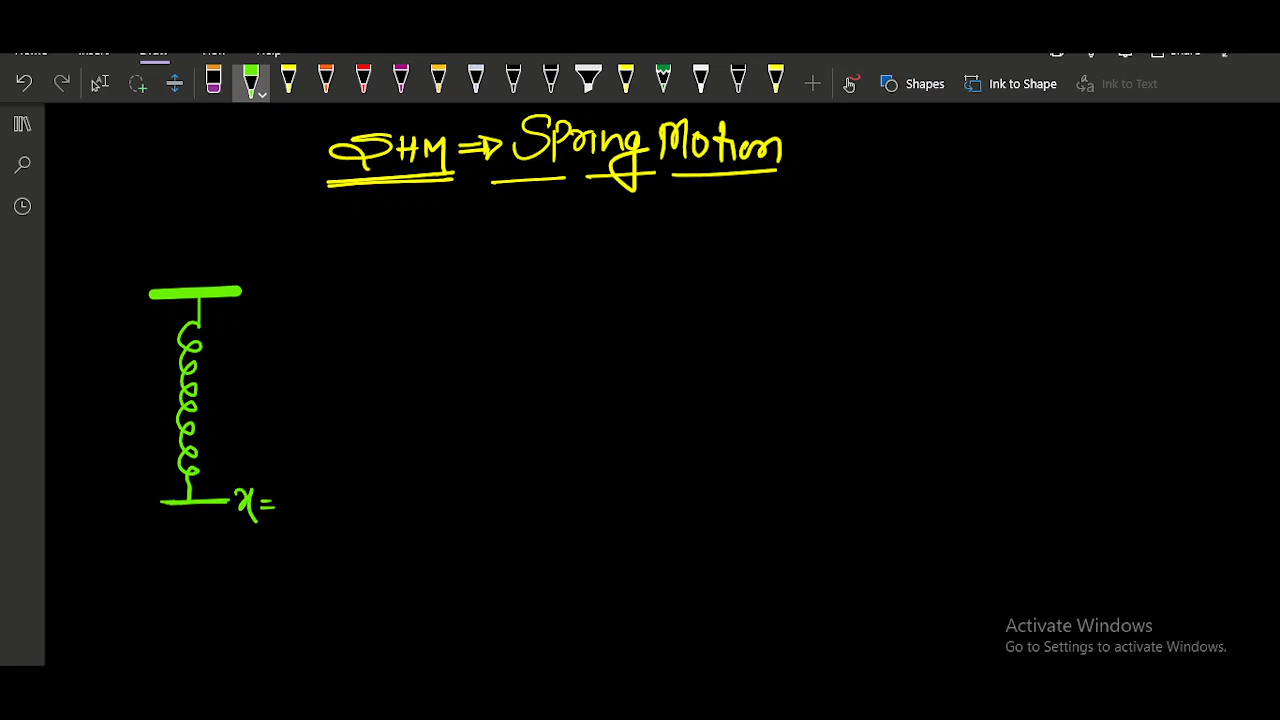 Shapes Ink to Shape Ink to Text
SHM ⇒ Spring Motion
x =
Activate Windows
Go to Settings to activate Windows.